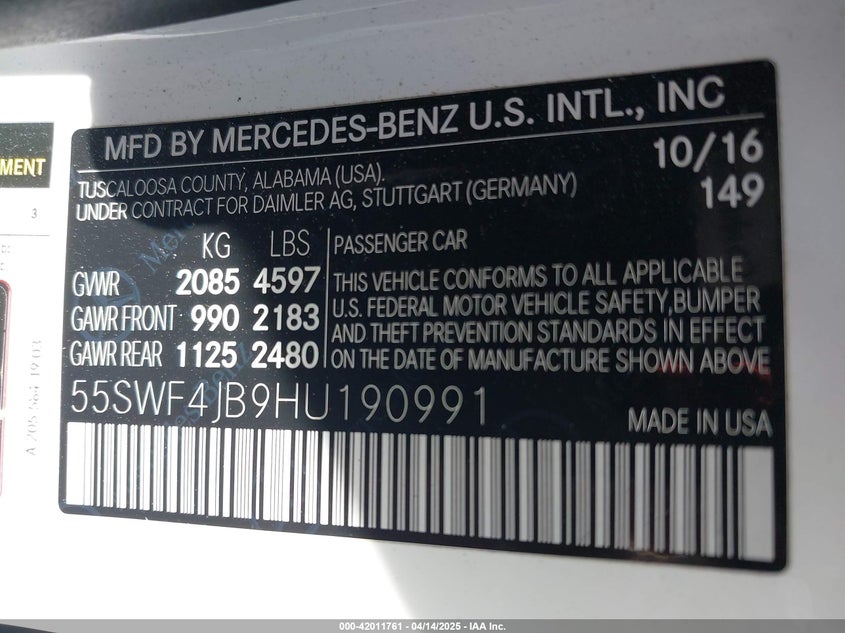 MENT
3
MFD BY MERCEDES-BENZ U.S. INTL., INC
10/16
TUSCALOOSA COUNTY, ALABAMA (USA).
UNDER CONTRACT FOR DAIMLER AG, STUTTGART (GERMANY)
149
KG LBS
PASSENGER CAR
GVWR 2085 4597
GAWR FRONT 990 2183
GAWR REAR 1125 2480
THIS VEHICLE CONFORMS TO ALL APPLICABLE
U.S. FEDERAL MOTOR VEHICLE SAFETY,BUMPER
AND THEFT PREVENTION STANDARDS IN EFFECT
ON THE DATE OF MANUFACTURE SHOWN ABOVE
55SWF4JB9HU190991
MADE IN USA
000-42011761 - 04/14/2025 - IAA Inc.